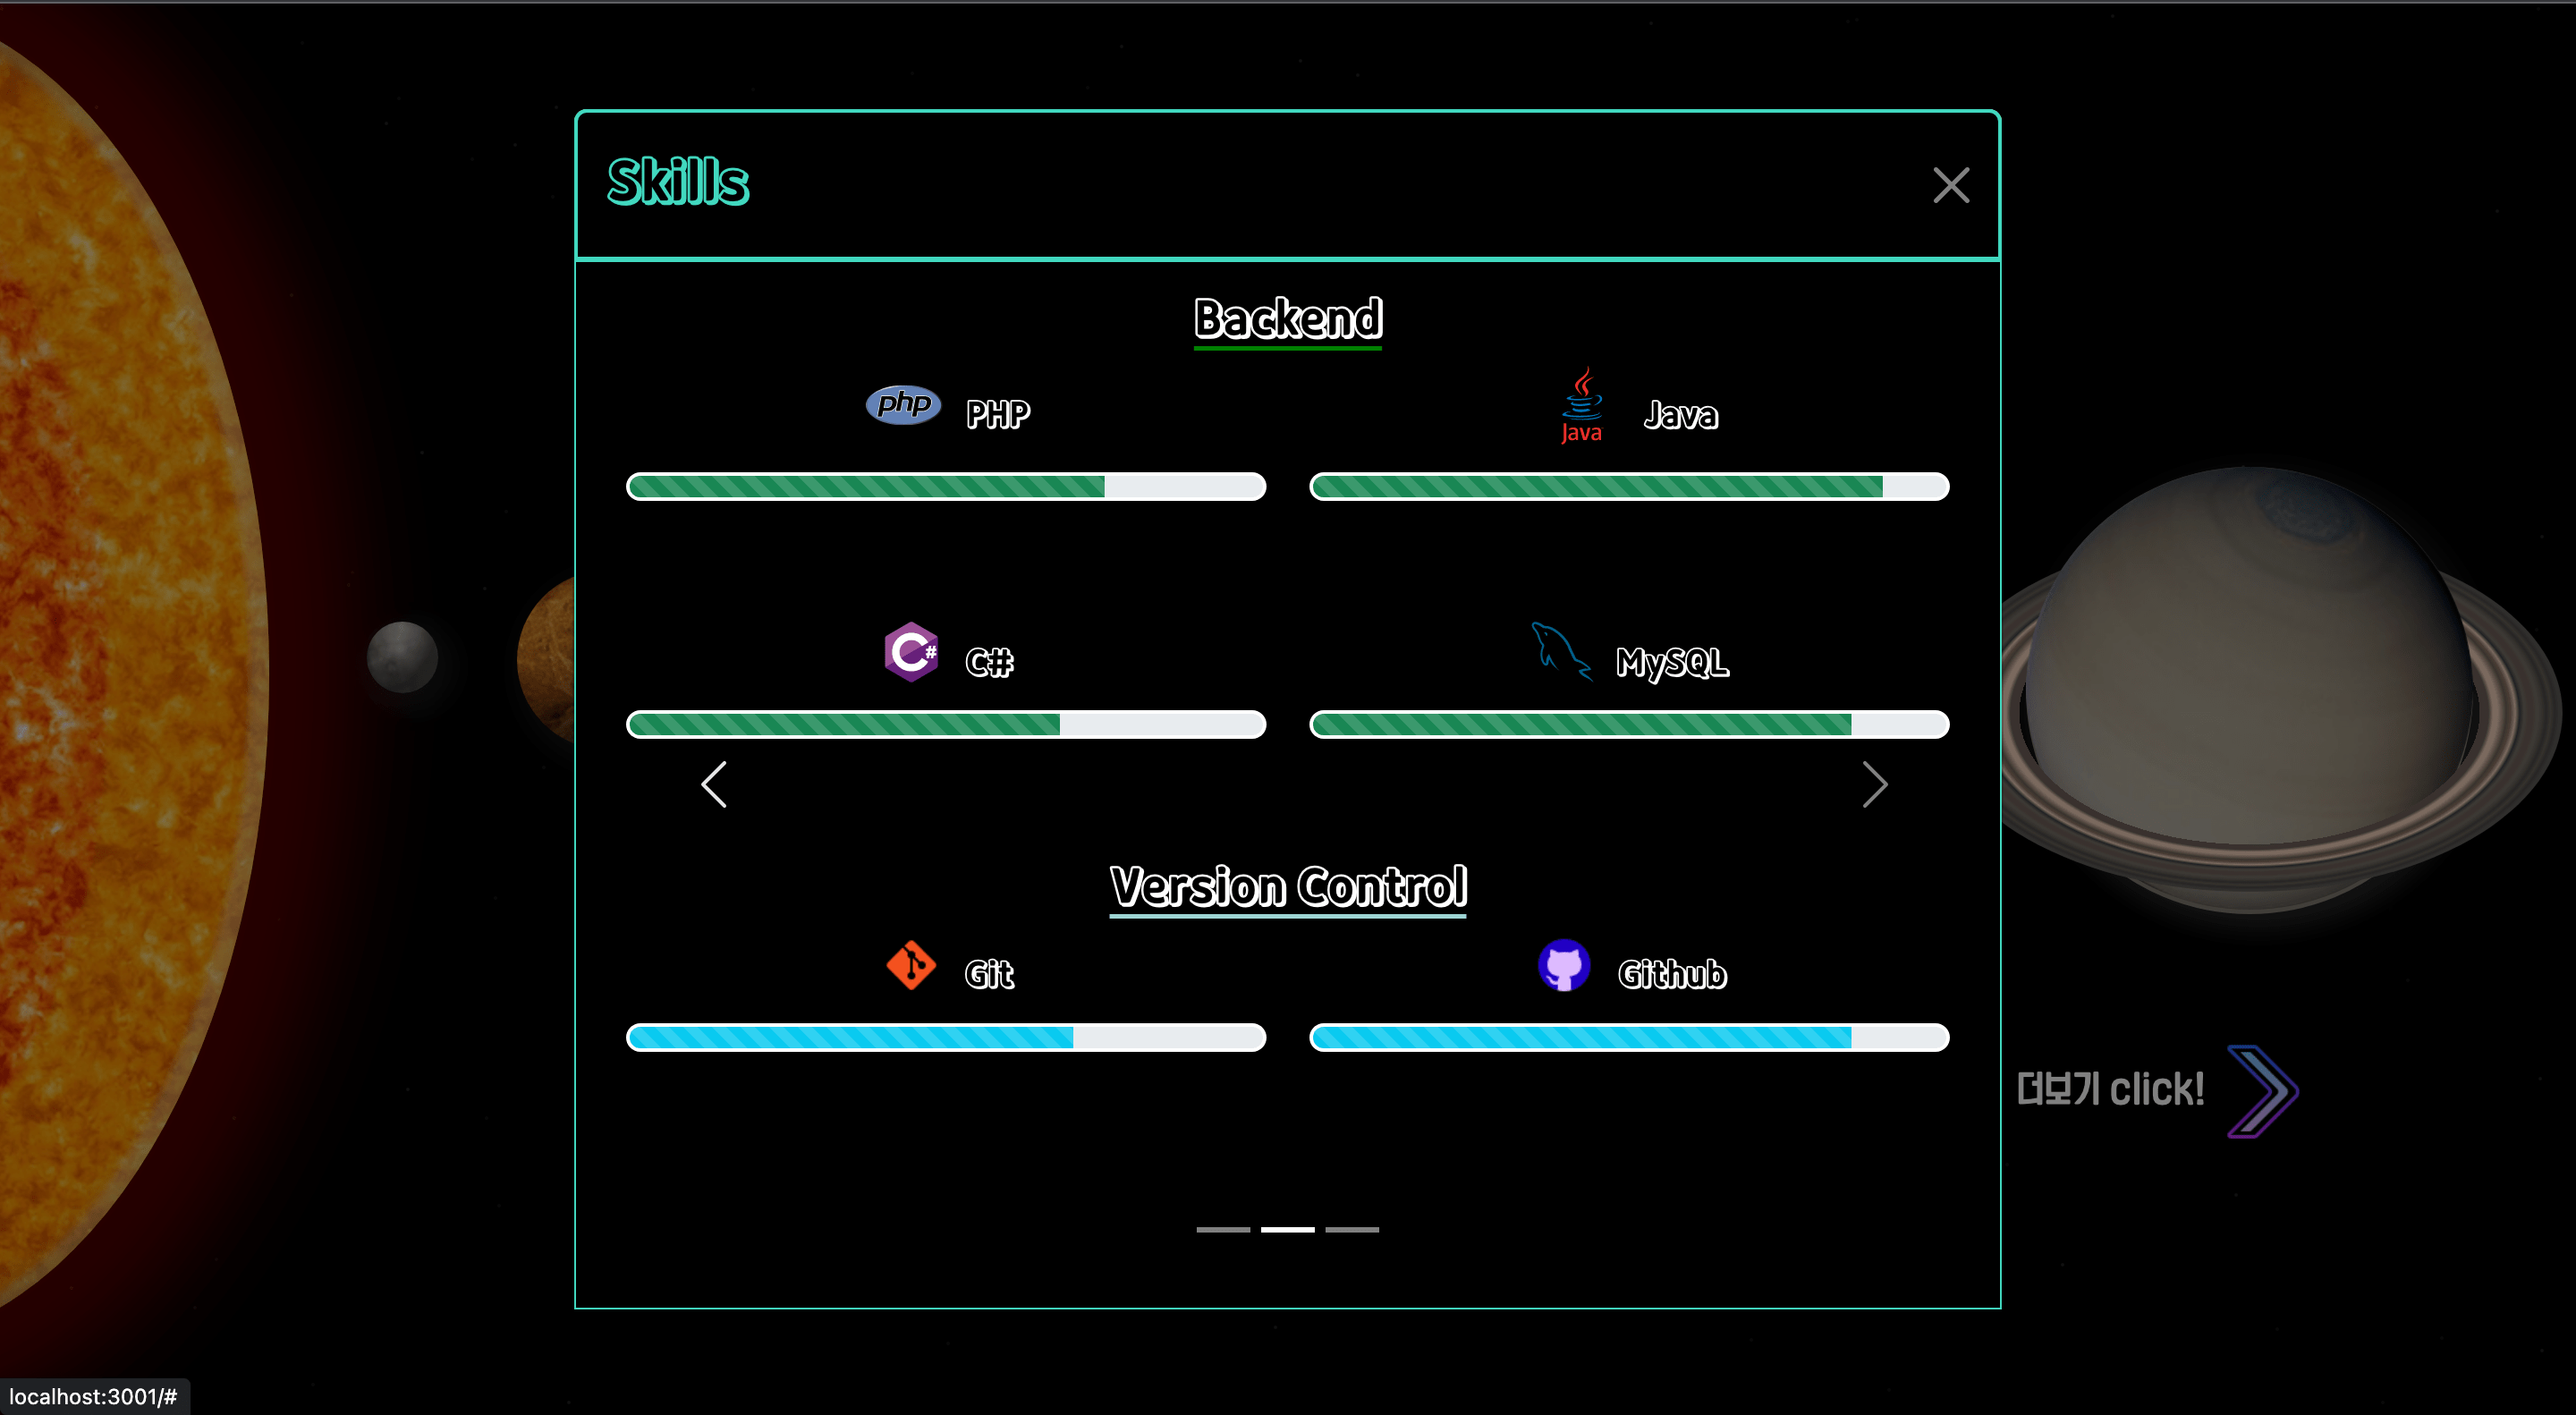 Skills
Backend
php PHP
Java Java
C# C#
MySQL
Version Control
Git
Github
더보기 click!
localhost:3001/#